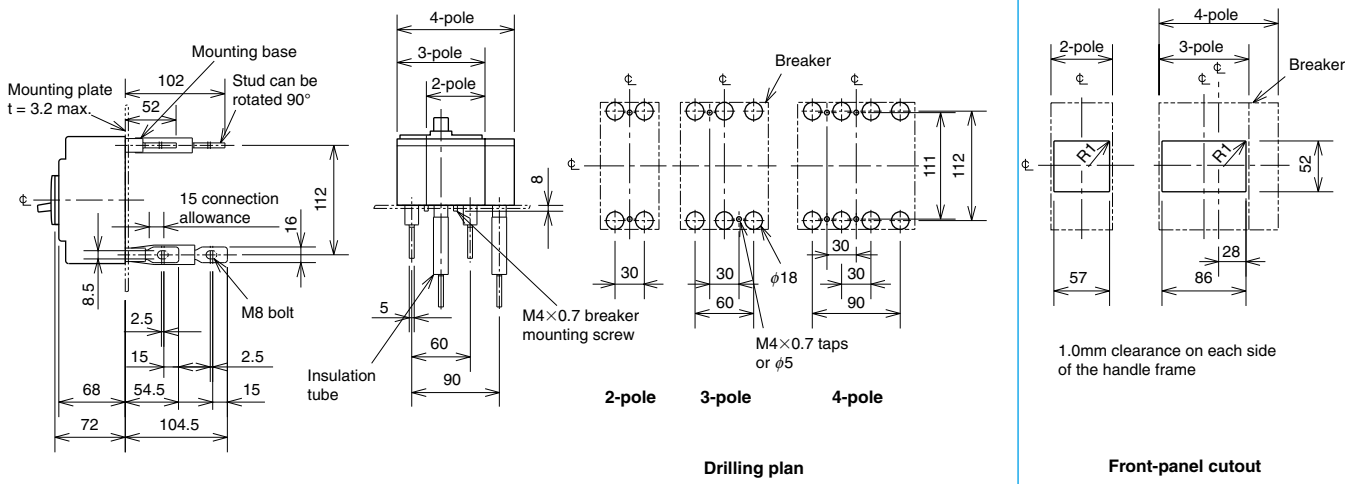 Mounting base
102
Stud can be
rotated 90°
Mounting plate
t = 3.2 max.
52
15 connection
allowance
112
16
8.5
M8 bolt
2.5
15
2.5
68
54.5
15
72
104.5
℄
4-pole
3-pole
2-pole
8
5
60
90
M4×0.7 breaker
mounting screw
Insulation
tube
Breaker
℄
℄
℄
℄
111
112
30
30
60
30
30
90
φ18
M4×0.7 taps
or φ5
2-pole
3-pole
4-pole
Drilling plan
4-pole
2-pole
3-pole
Breaker
℄
℄
℄
℄
R1
R1
52
28
57
86
1.0mm clearance on each side
of the handle frame
Front-panel cutout